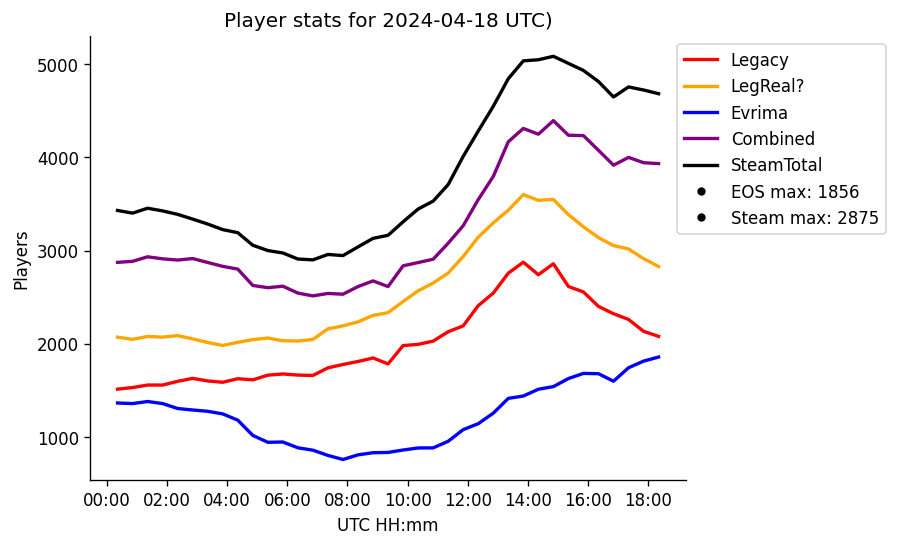 Player stats for 2024-04-18 UTC)
Legacy
LegReal?
Evrima
Combined
SteamTotal
EOS max: 1856
Steam max: 2875
5000
4000
3000
2000
1000
Players
00:00 02:00 04:00 06:00 08:00 10:00 12:00 14:00 16:00 18:00
UTC HH:mm